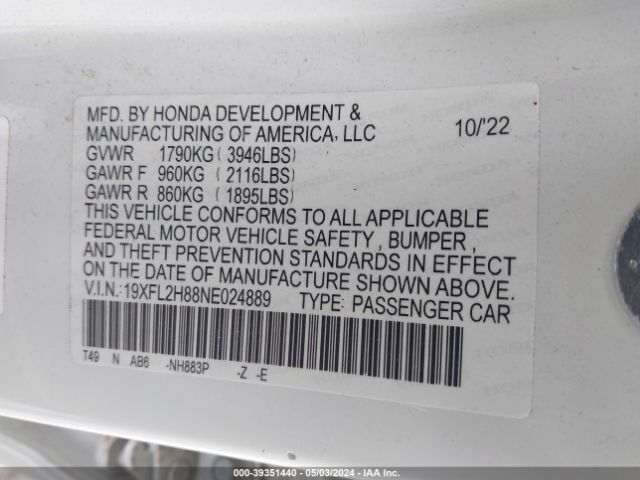 MFD. BY HONDA DEVELOPMENT &
MANUFACTURING OF AMERICA, LLC 10/'22
GVWR 1790KG ( 3946LBS )
GAWR F 960KG ( 2116LBS )
GAWR R 860KG ( 1895LBS )
THIS VEHICLE CONFORMS TO ALL APPLICABLE
FEDERAL MOTOR VEHICLE SAFETY , BUMPER ,
AND THEFT PREVENTION STANDARDS IN EFFECT
ON THE DATE OF MANUFACTURE SHOWN ABOVE.
V.I.N.:19XFL2H88NE024889 TYPE: PASSENGER CAR
T49 N AB6 -NH883P -Z -E
000-39351440 - 05/03/2024 - IAA Inc.